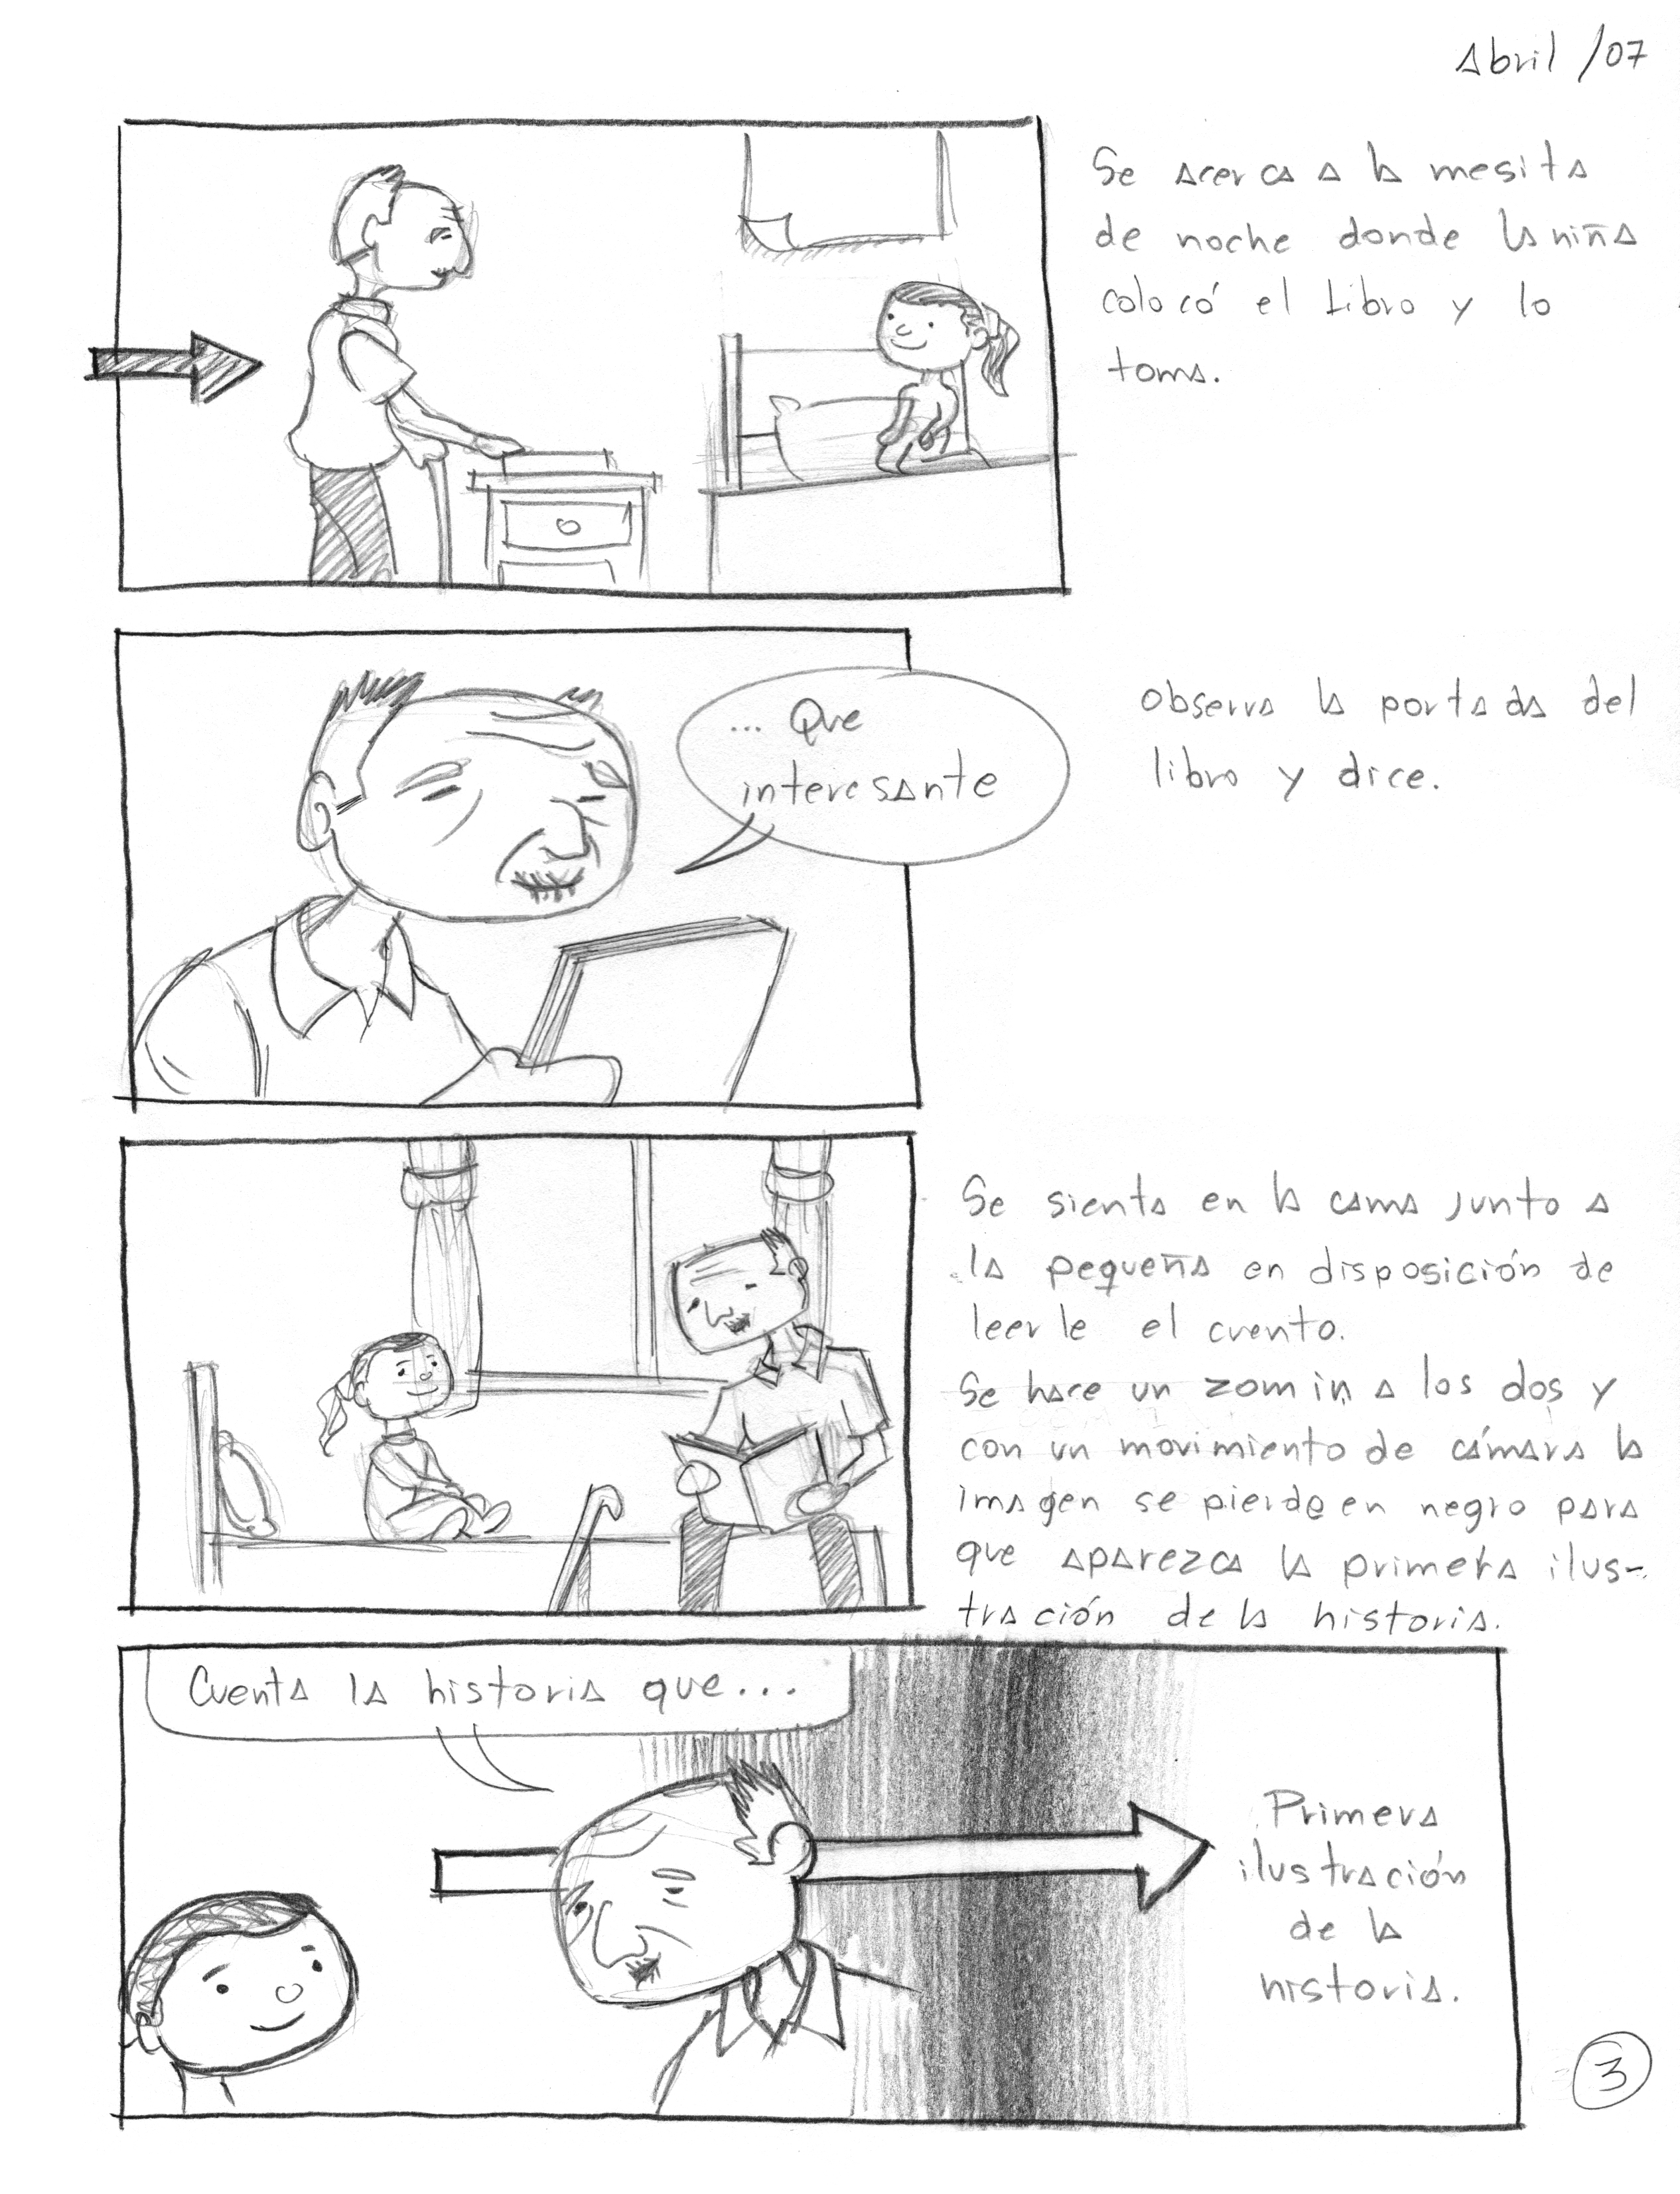 Abril /07
Se acerca a la mesita
de noche donde la niña
colocó el libro y lo
toma.
... Que
interesante
Observa la portada del
libro y dice.
Se sienta en la cama junto a
la pequeña en disposición de
leerle el cuento.
Se hace un zom in a los dos y
con un movimiento de cámara la
imagen se pierde en negro para
que aparezca la primera ilus-
tración de la historia.
Cuenta la historia que...
Primera
ilustración
de la
historia.
3